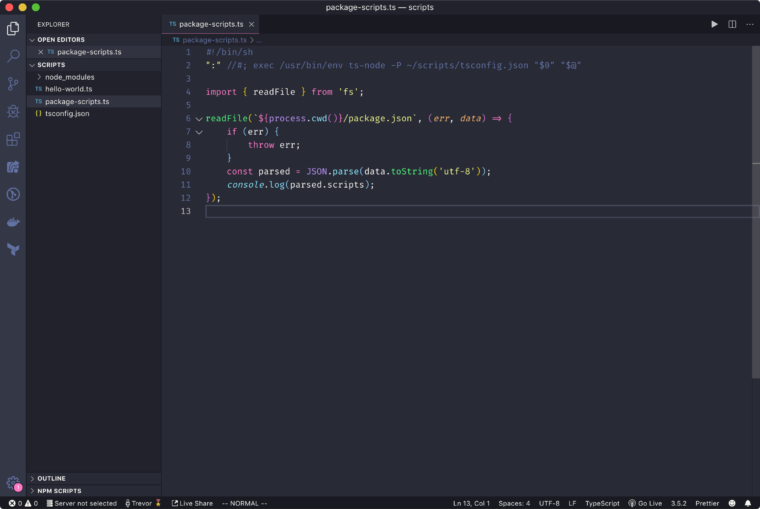 package-scripts.ts — scripts
EXPLORER
OPEN EDITORS
TS package-scripts.ts
SCRIPTS
node_modules
TS hello-world.ts
TS package-scripts.ts
{} tsconfig.json
OUTLINE
NPM SCRIPTS
TS package-scripts.ts
TS package-scripts.ts > ...
1 #!/bin/sh
2 ":" //#; exec /usr/bin/env ts-node -P ~/scripts/tsconfig.json "$0" "$@"
3
4 import { readFile } from 'fs';
5
6 readFile(`${process.cwd()}/package.json`, (err, data) => {
7 if (err) {
8 throw err;
9 }
10 const parsed = JSON.parse(data.toString('utf-8'));
11 console.log(parsed.scripts);
12 });
13
1
0 0 Server not selected Trevor Live Share -- NORMAL -- Ln 13, Col 1 Spaces: 4 UTF-8 LF TypeScript Go Live 3.5.2 Prettier